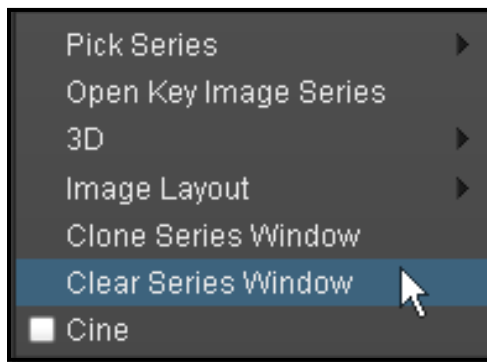 Pick Series
Open Key Image Series
3D
Image Layout
Clone Series Window
Clear Series Window
Cine